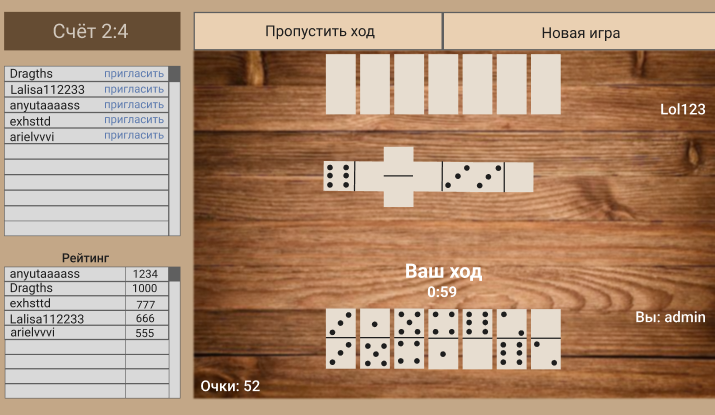 Счёт 2:4
Пропустить ход
Новая игра
Dragths пригласить
Lalisa112233 пригласить
anyutaaaass пригласить
exhsttd пригласить
arielvvvi пригласить
Lol123
Рейтинг
anyutaaaass 1234
Dragths 1000
exhsttd 777
Lalisa112233 666
arielvvvi 555
Ваш ход
0:59
Вы: admin
Очки: 52